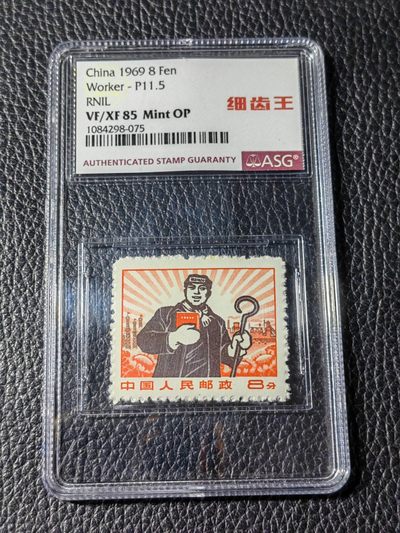 China 1969 8 Fen
Worker - P11.5
RNIL
VF/XF 85 Mint OP
1084298-075
细齿王
AUTHENTICATED STAMP GUARANTY
ASG
中国人民邮政 8分